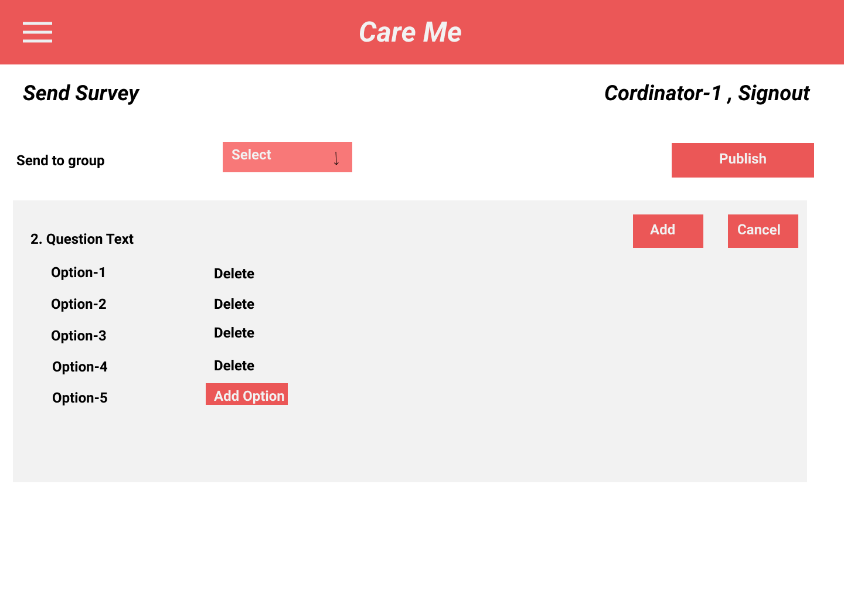 Care Me
Send Survey
Cordinator-1 , Signout
Send to group
Select ↓
Publish
2. Question Text
Add
Cancel
Option-1 Delete
Option-2 Delete
Option-3 Delete
Option-4 Delete
Option-5 Add Option